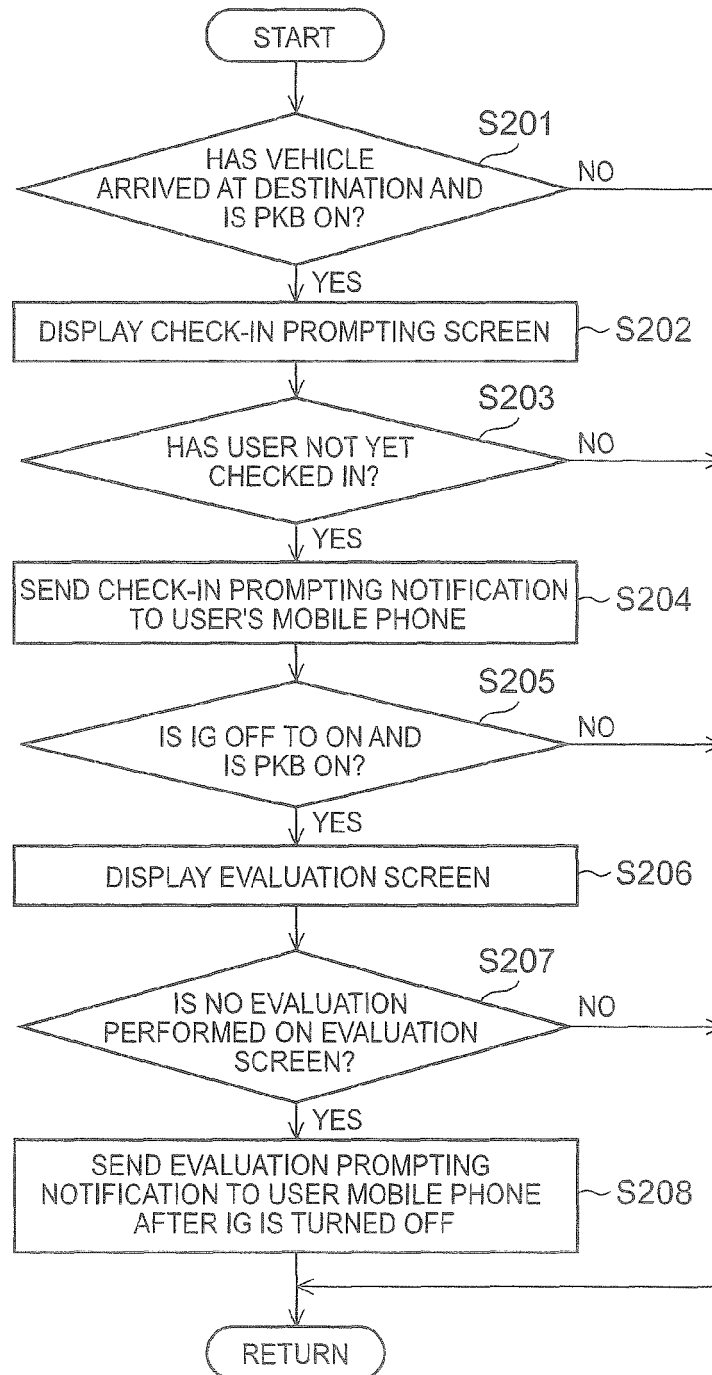 START
S201
HAS VEHICLE
ARRIVED AT DESTINATION AND
IS PKB ON?
NO
YES
DISPLAY CHECK-IN PROMPTING SCREEN
S202
S203
HAS USER NOT YET
CHECKED IN?
NO
YES
SEND CHECK-IN PROMPTING NOTIFICATION
TO USER'S MOBILE PHONE
S204
S205
IS IG OFF TO ON AND
IS PKB ON?
NO
YES
DISPLAY EVALUATION SCREEN
S206
S207
IS NO EVALUATION
PERFORMED ON EVALUATION
SCREEN?
NO
YES
SEND EVALUATION PROMPTING
NOTIFICATION TO USER MOBILE PHONE
AFTER IG IS TURNED OFF
S208
RETURN